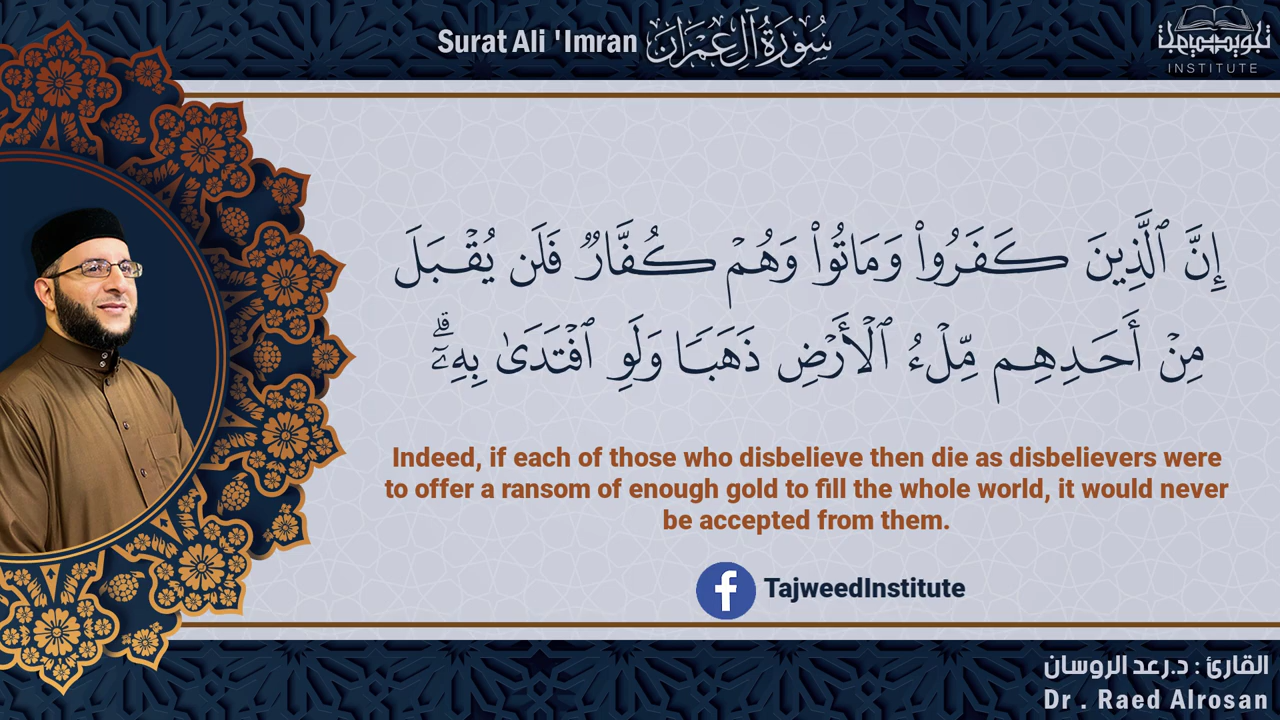 Surat Ali 'Imran سُورَةُ آلِ عِمْرَانَ
تجويد
INSTITUTE
إِنَّ ٱلَّذِينَ كَفَرُوا۟ وَمَاتُوا۟ وَهُمْ كُفَّارٌ فَلَن يُقْبَلَ
مِنْ أَحَدِهِم مِّلْءُ ٱلْأَرْضِ ذَهَبًا وَلَوِ ٱفْتَدَىٰ بِهِۦٓ ۗ
Indeed, if each of those who disbelieve then die as disbelievers were
to offer a ransom of enough gold to fill the whole world, it would never
be accepted from them.
f TajweedInstitute
القارئ : د.رعد الروسان
Dr . Raed Alrosan